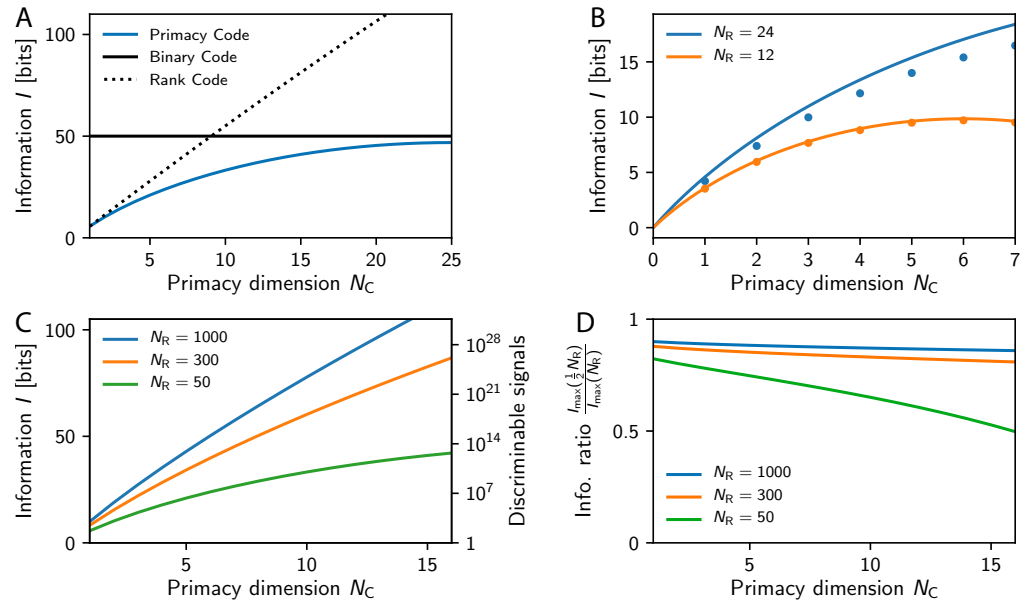 A
Information I [bits]
100
50
0
Primacy Code
Binary Code
Rank Code
5 10 15 20 25
Primacy dimension N_C
B
Information I [bits]
15
10
5
0
N_R = 24
N_R = 12
0 1 2 3 4 5 6 7
Primacy dimension N_C
C
Information I [bits]
100
50
0
N_R = 1000
N_R = 300
N_R = 50
10^28
10^21
10^14
10^7
1
Discriminable signals
5 10 15
Primacy dimension N_C
D
Info. ratio I_max(½N_R) / I_max(N_R)
1
0.5
0
N_R = 1000
N_R = 300
N_R = 50
5 10 15
Primacy dimension N_C